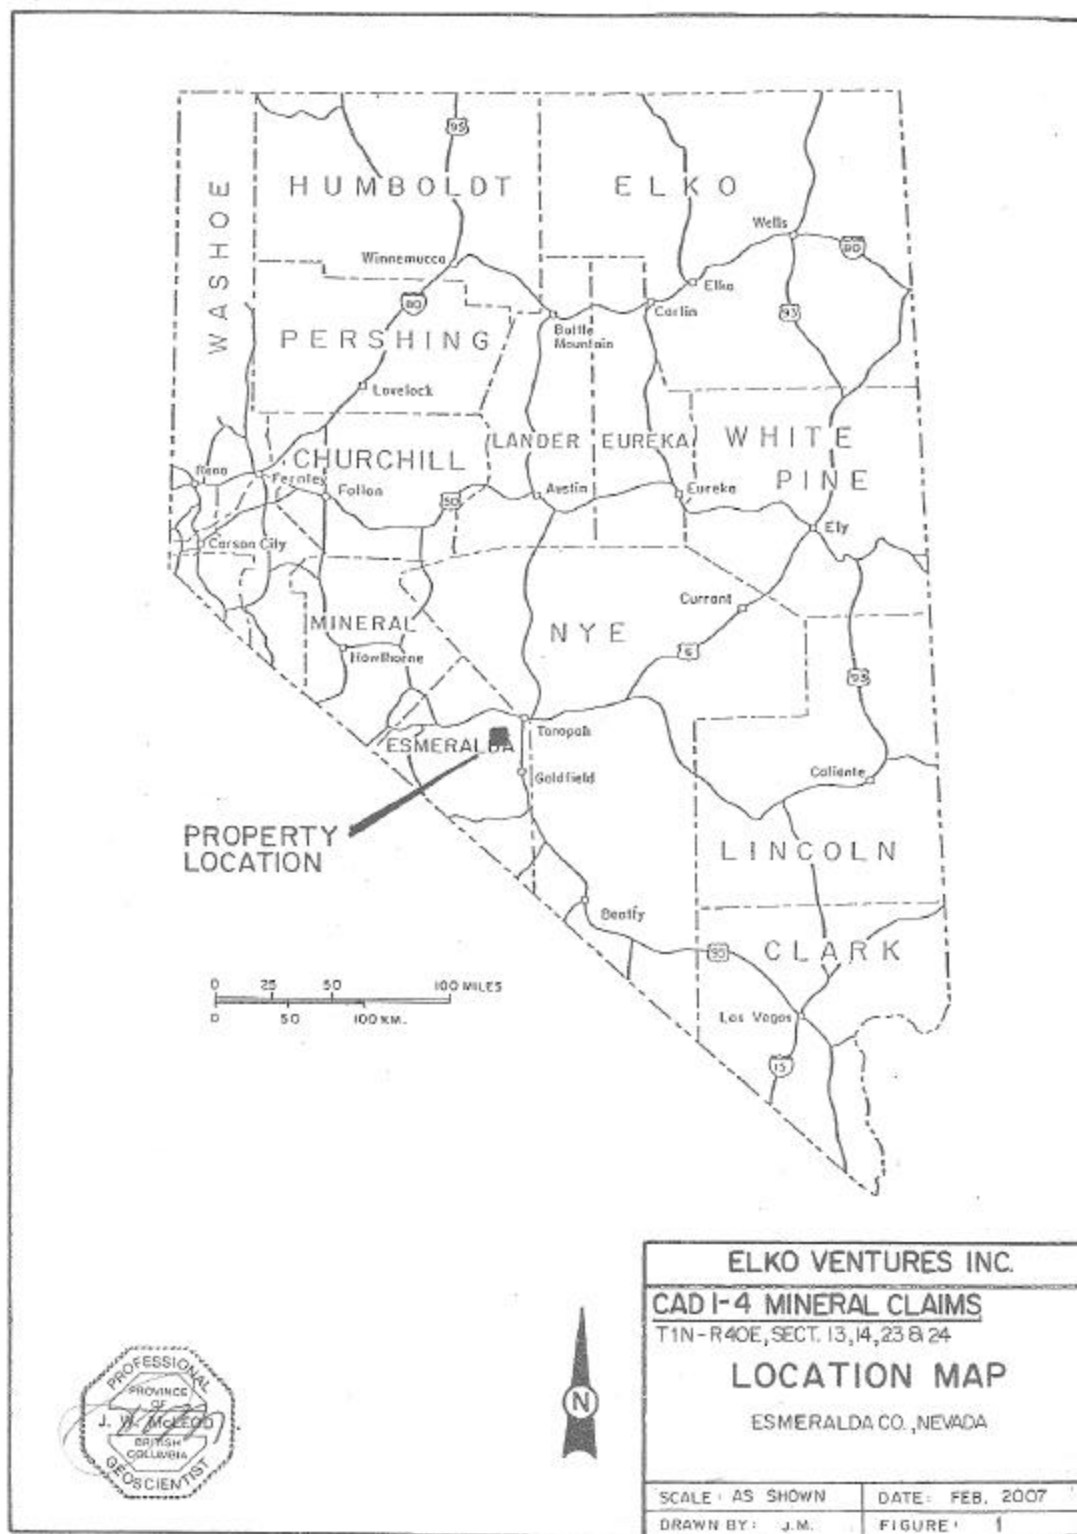 95
HUMBOLDT
ELKO
WASHOE
Wells
80
Winnemucca
Elko
80
Carlin
Battle
Mountain
93
PERSHING
Lovelock
LANDER
EUREKA
WHITE
PINE
CHURCHILL
Reno
Fernley
Fallon
50
Austin
Eureka
Ely
Carson City
Currant
MINERAL
NYE
Hawthorne
6
93
Tonopah
ESMERALDA
Goldfield
Caliente
PROPERTY
LOCATION
LINCOLN
Beatty
95
CLARK
0 25 50 100 MILES
0 50 100 KM.
Las Vegas
15
ELKO VENTURES INC.
CAD 1-4 MINERAL CLAIMS
T1N-R40E, SECT. 13,14,23 & 24
LOCATION MAP
ESMERALDA CO., NEVADA
SCALE: AS SHOWN
DATE: FEB. 2007
DRAWN BY: J.M.
FIGURE: 1
N
PROFESSIONAL
PROVINCE
OF
J. W. McLEOD
BRITISH
COLUMBIA
GEOSCIENTIST